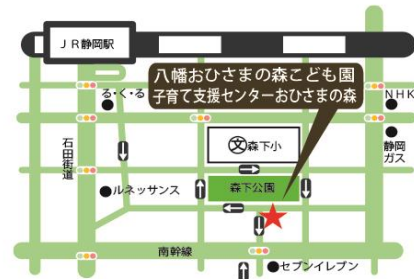 ＪＲ静岡駅
八幡おひさまの森こども園
子育て支援センターおひさまの森
る・く・る
NHK
石田街道
文
森下小
静岡
ガス
ルネッサンス
森下公園
南幹線
セブンイレブン